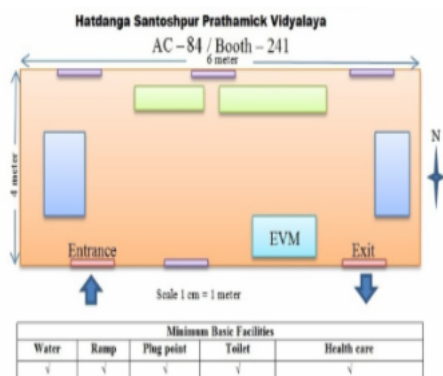 Hatdanga Santoshpur Prathamick Vidyalaya
AC – 84 / Booth – 241
6 meter
4 meter
N
EVM
Entrance
Exit
Scale 1 cm = 1 meter
Minimum Basic Facilities
Water Ramp Plug point Toilet Health care
√ √ √ √ √